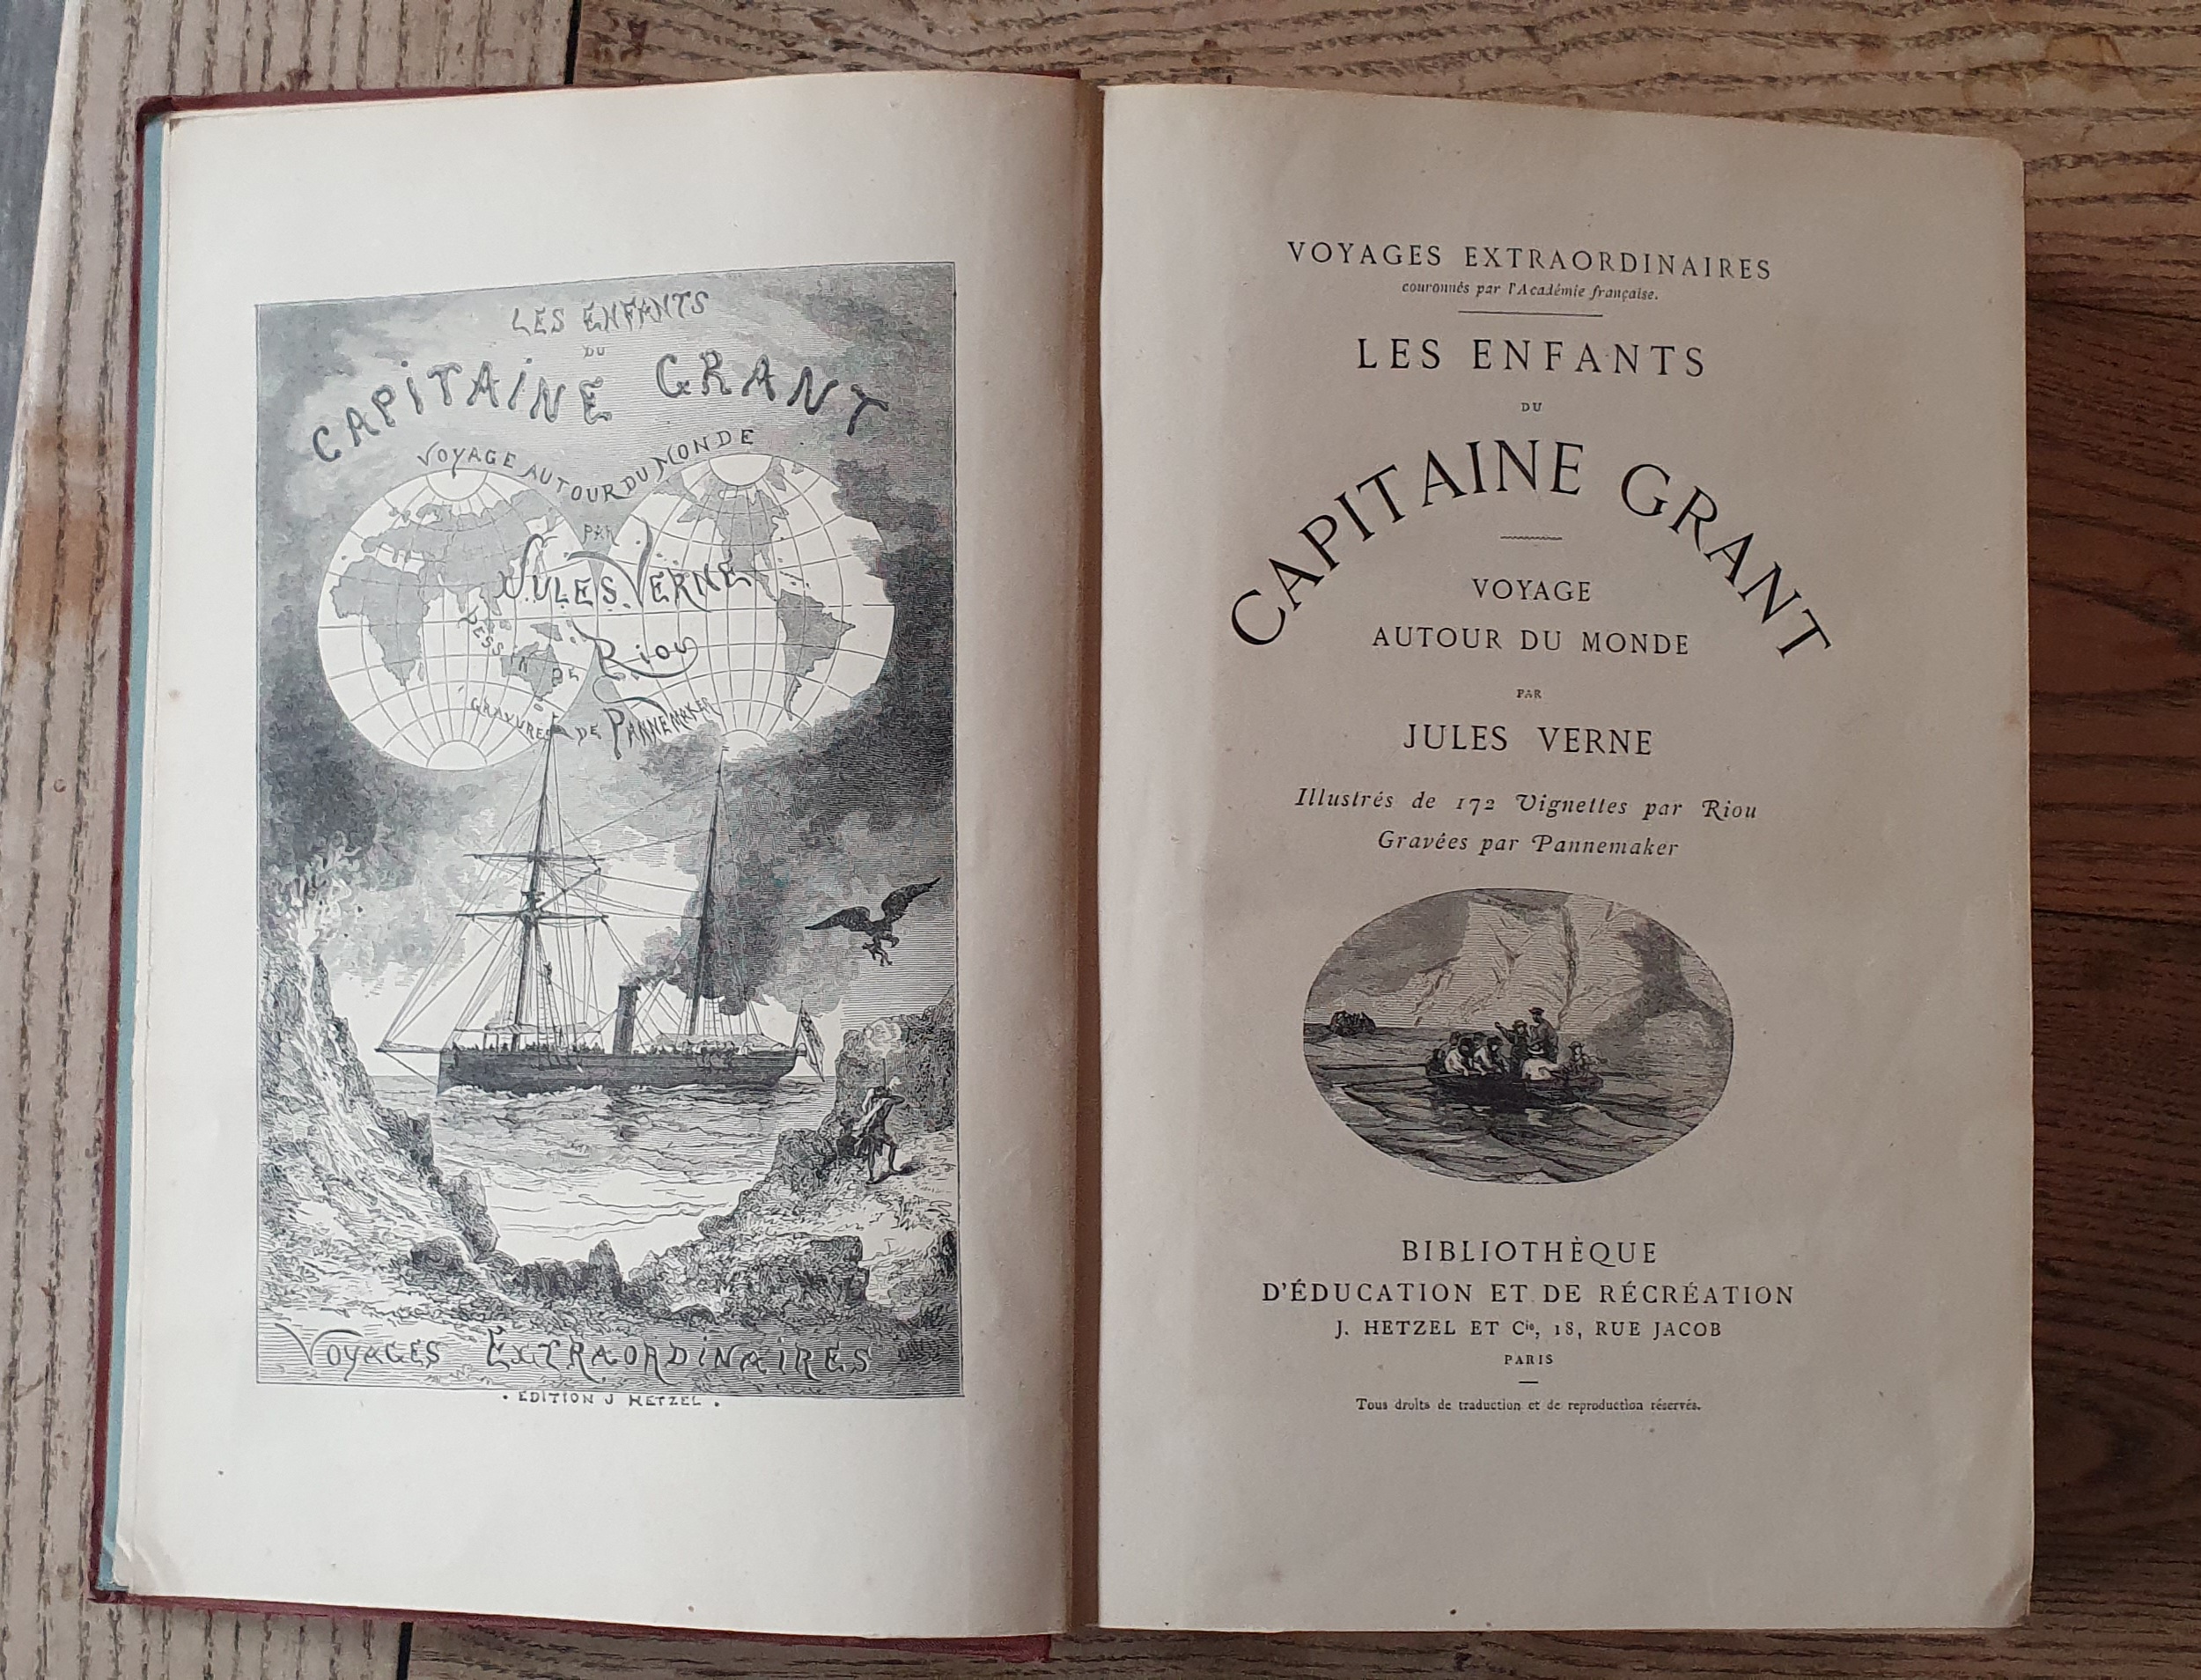 LES ENFANTS
DU
CAPITAINE GRANT
VOYAGE AUTOUR DU MONDE
PAR
JULES VERNE
DESSIN DE RIOU
GRAVURES DE PANNEMAKER
VOYAGES EXTRAORDINAIRES
. EDITION J HETZEL .
VOYAGES EXTRAORDINAIRES
couronnés par l'Académie française.
LES ENFANTS
DU
CAPITAINE GRANT
VOYAGE
AUTOUR DU MONDE
PAR
JULES VERNE
Illustrés de 172 Vignettes par Riou
Gravées par Pannemaker
BIBLIOTHÈQUE
D'ÉDUCATION ET DE RÉCRÉATION
J. HETZEL ET Cie, 18, RUE JACOB
PARIS
Tous droits de traduction et de reproduction réservés.